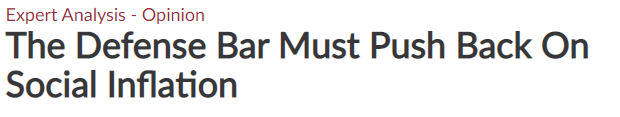 Expert Analysis - Opinion
The Defense Bar Must Push Back On
Social Inflation